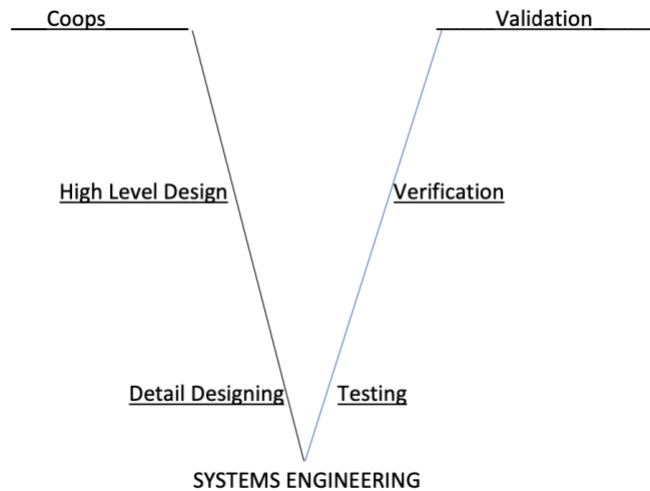 Coops
Validation
High Level Design
Verification
Detail Designing
Testing
SYSTEMS ENGINEERING